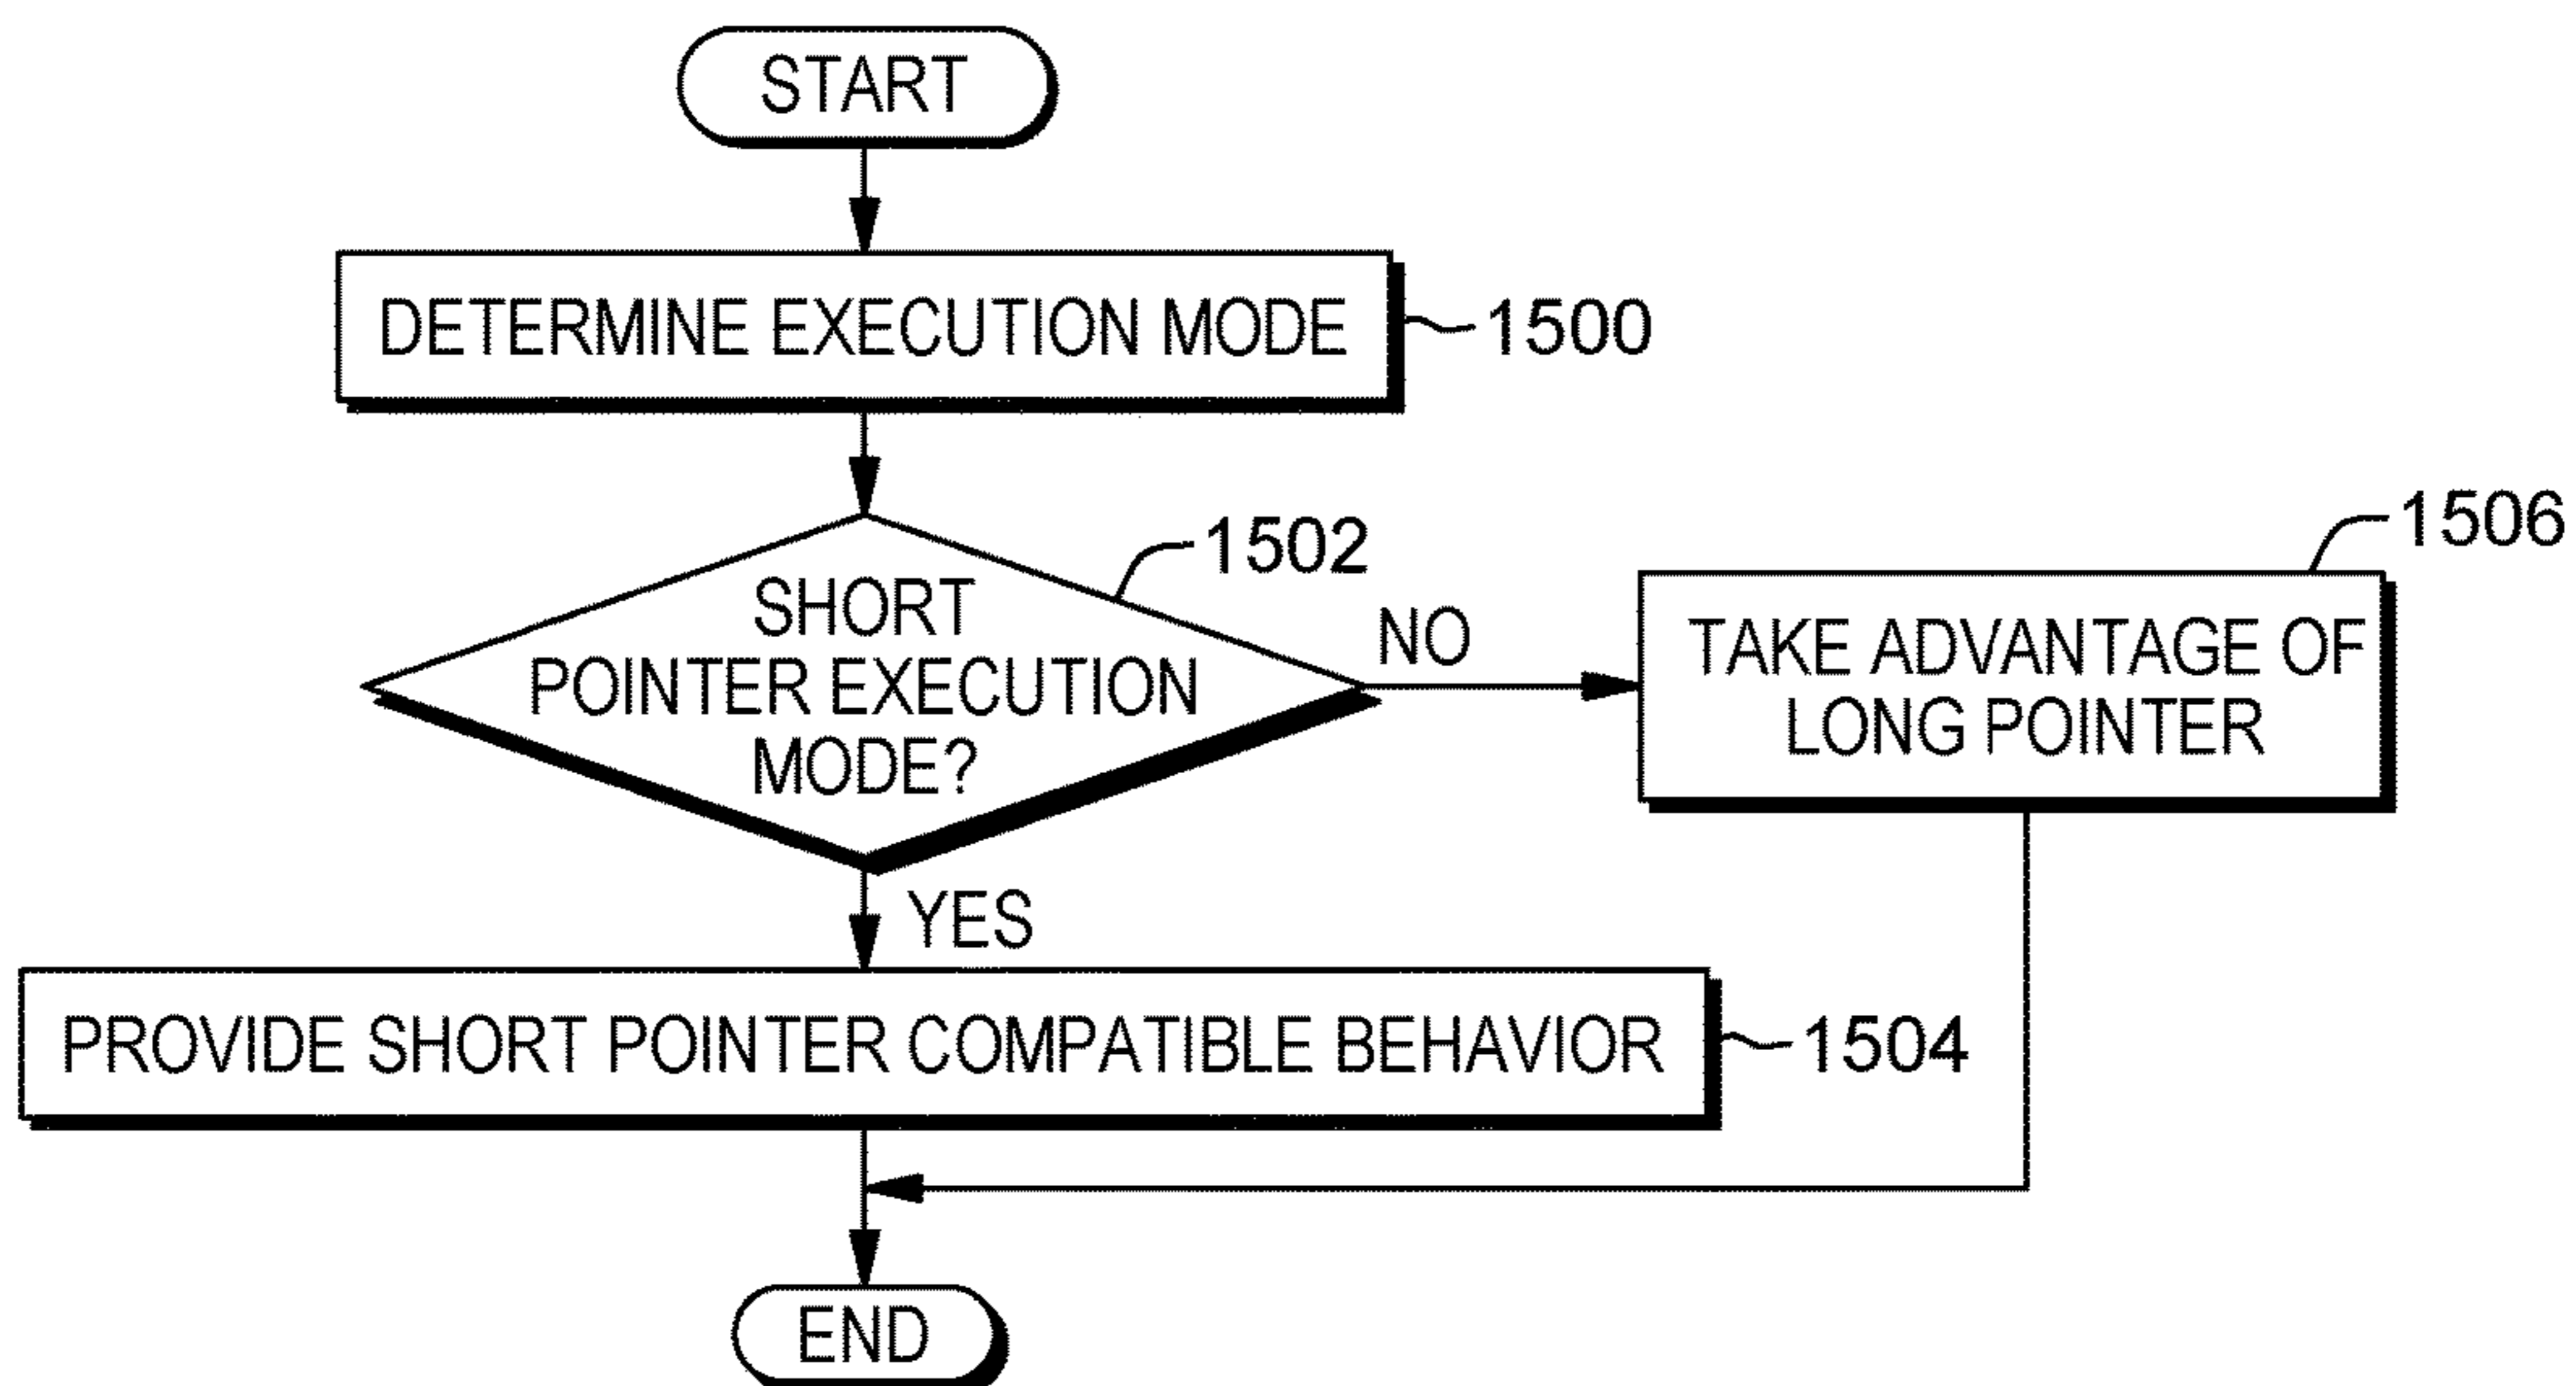 START
DETERMINE EXECUTION MODE
1500
1502
SHORT
POINTER EXECUTION
MODE?
NO
1506
TAKE ADVANTAGE OF
LONG POINTER
YES
PROVIDE SHORT POINTER COMPATIBLE BEHAVIOR
1504
END